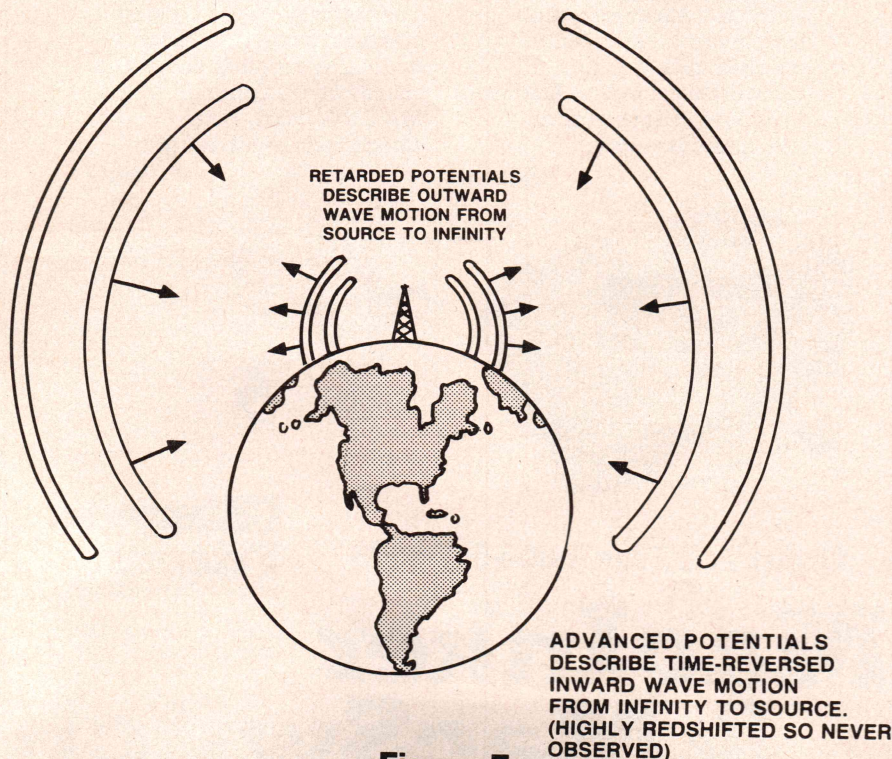 RETARDED POTENTIALS
DESCRIBE OUTWARD
WAVE MOTION FROM
SOURCE TO INFINITY
ADVANCED POTENTIALS
DESCRIBE TIME-REVERSED
INWARD WAVE MOTION
FROM INFINITY TO SOURCE.
(HIGHLY REDSHIFTED SO NEVER
OBSERVED)